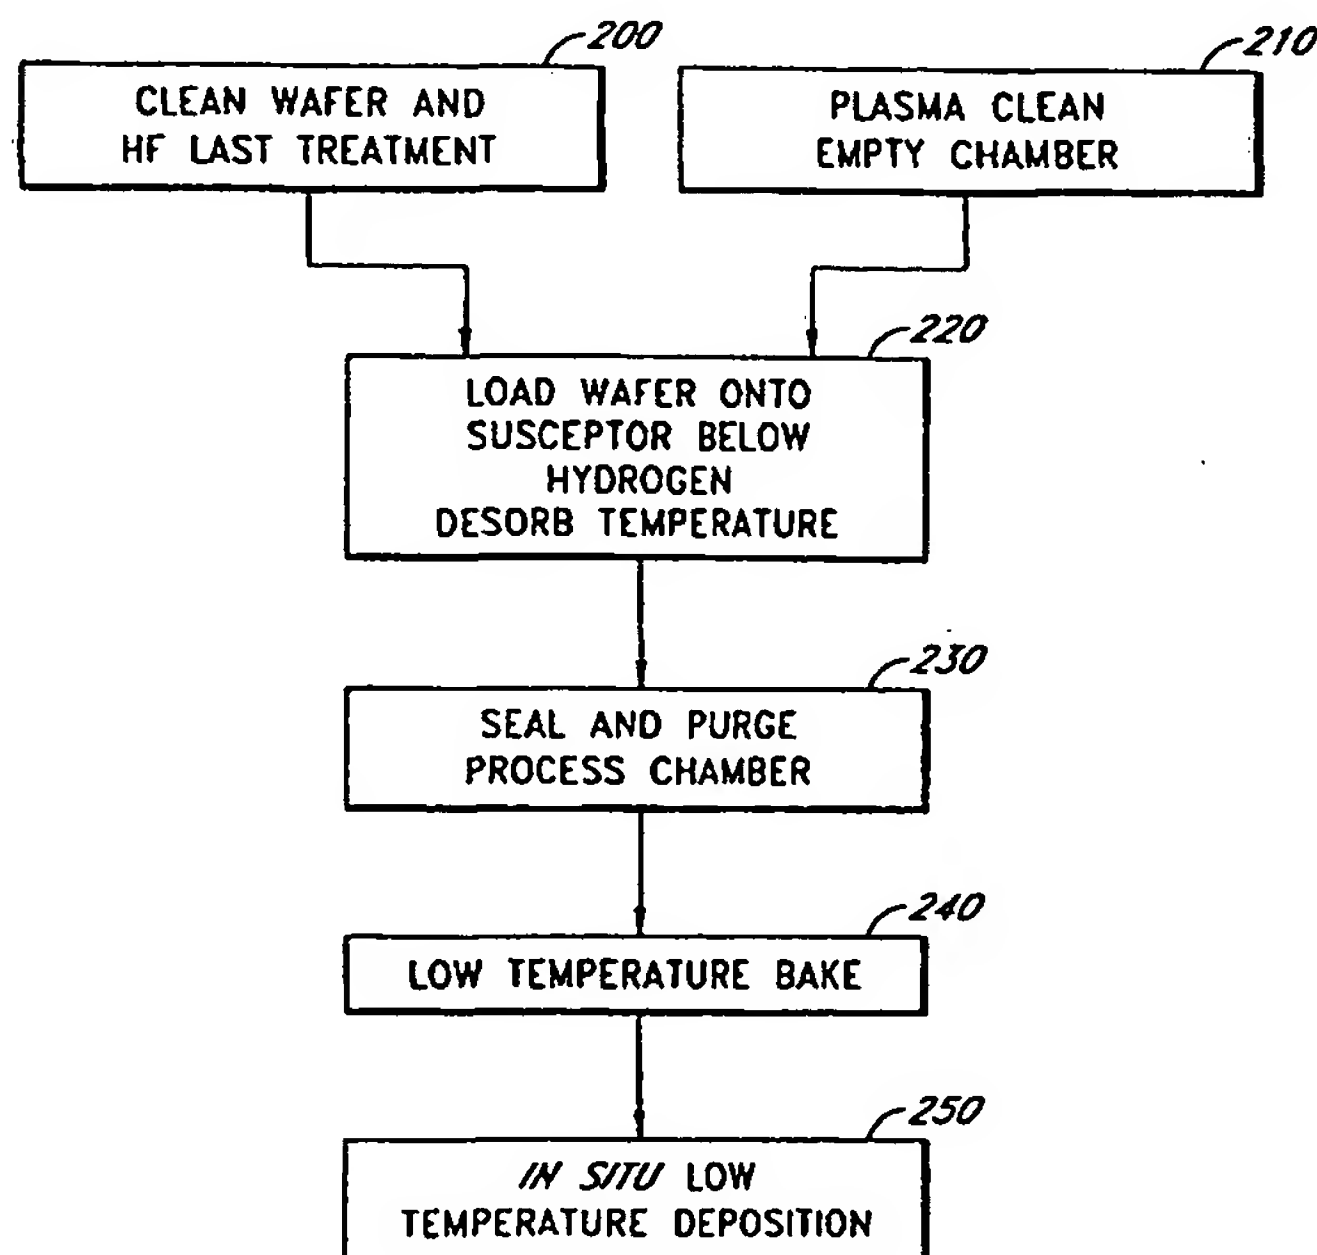 200
CLEAN WAFER AND
HF LAST TREATMENT
210
PLASMA CLEAN
EMPTY CHAMBER
220
LOAD WAFER ONTO
SUSCEPTOR BELOW
HYDROGEN
DESORB TEMPERATURE
230
SEAL AND PURGE
PROCESS CHAMBER
240
LOW TEMPERATURE BAKE
250
IN SITU LOW
TEMPERATURE DEPOSITION